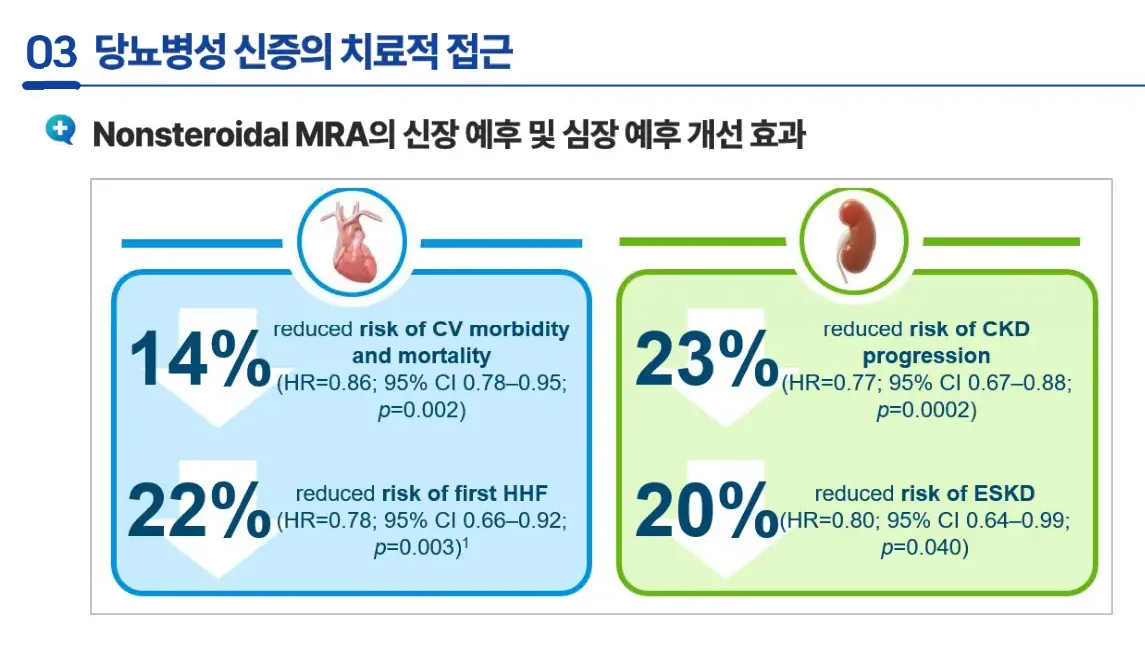 03 당뇨병성 신증의 치료적 접근
Nonsteroidal MRA의 신장 예후 및 심장 예후 개선 효과
14%
reduced risk of CV morbidity
and mortality
(HR=0.86; 95% CI 0.78–0.95;
p=0.002)
22%
reduced risk of first HHF
(HR=0.78; 95% CI 0.66–0.92;
p=0.003)¹
23%
reduced risk of CKD
progression
(HR=0.77; 95% CI 0.67–0.88;
p=0.0002)
20%
reduced risk of ESKD
(HR=0.80; 95% CI 0.64–0.99;
p=0.040)